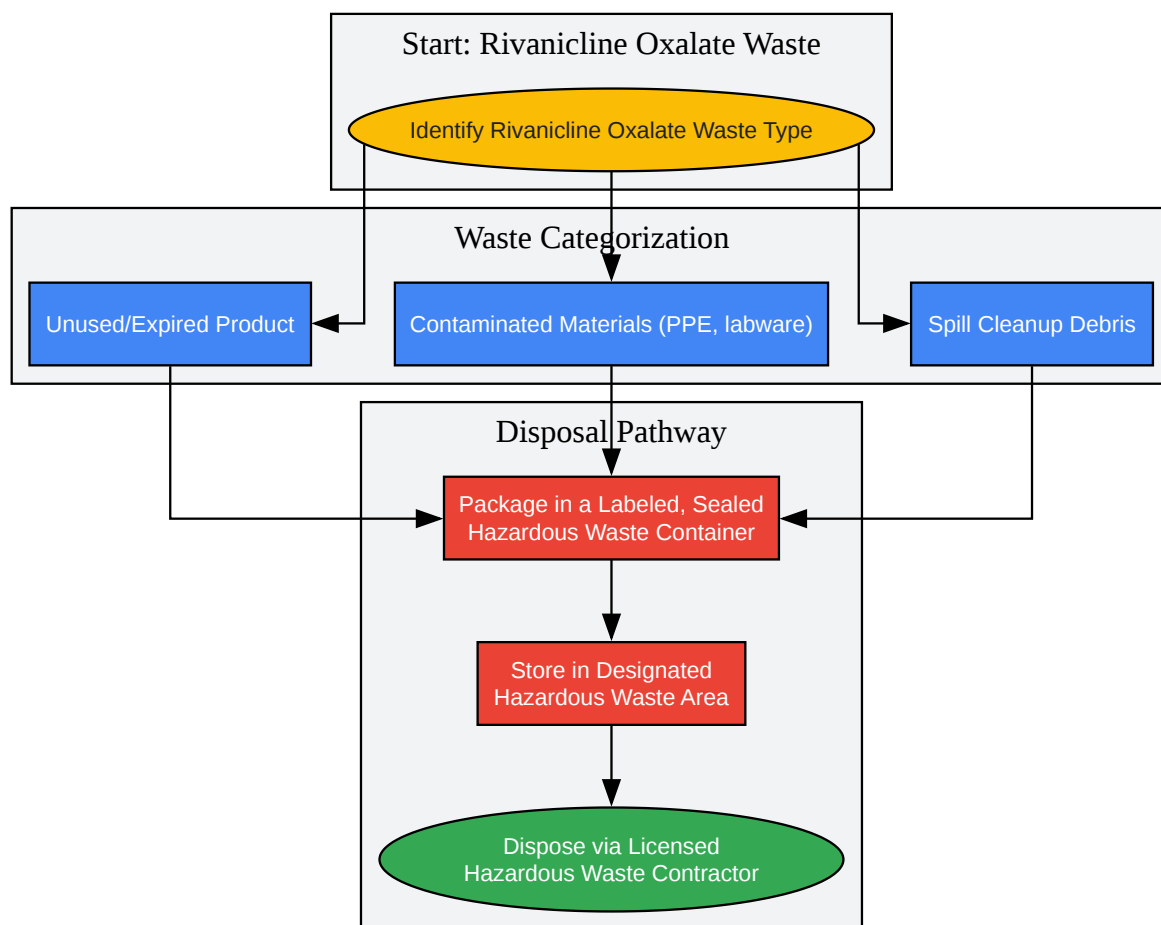 Start: Rivanicline Oxalate Waste
Identify Rivanicline Oxalate Waste Type
Waste Categorization
Unused/Expired Product
Contaminated Materials (PPE, labware)
Spill Cleanup Debris
Disposal Pathway
Package in a Labeled, Sealed
Hazardous Waste Container
Store in Designated
Hazardous Waste Area
Dispose via Licensed
Hazardous Waste Contractor